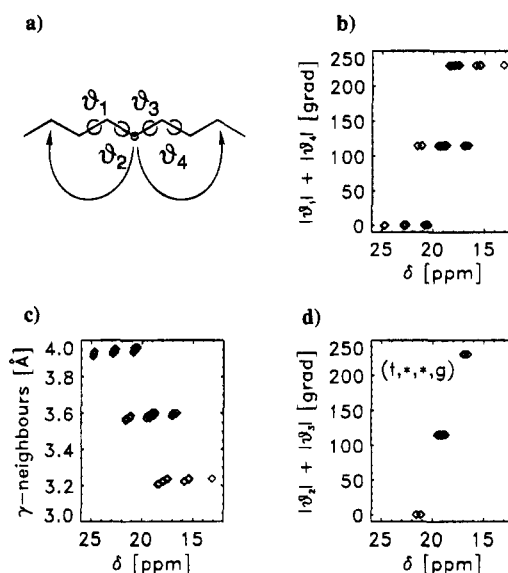 a)
ϑ₁ ϑ₃
ϑ₂ ϑ₄
b)
|ϑ₁| + |ϑ₄| [grad]
250
200
150
100
50
0
25 20 15
δ [ppm]
c)
γ-neighbours [Å]
4.0
3.8
3.6
3.4
3.2
3.0
25 20 15
δ [ppm]
d)
|ϑ₂| + |ϑ₃| [grad]
250
200
150
100
50
0
(t,*,*,g)
25 20 15
δ [ppm]